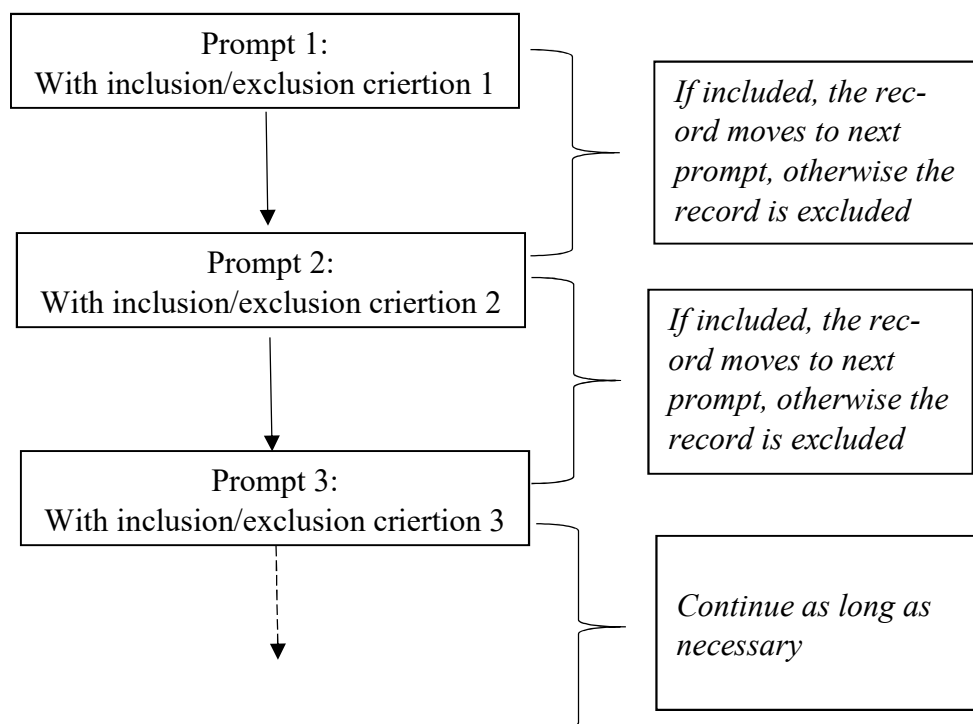 Prompt 1:
With inclusion/exclusion criertion 1
If included, the rec-
ord moves to next
prompt, otherwise the
record is excluded
Prompt 2:
With inclusion/exclusion criertion 2
If included, the rec-
ord moves to next
prompt, otherwise the
record is excluded
Prompt 3:
With inclusion/exclusion criertion 3
Continue as long as
necessary